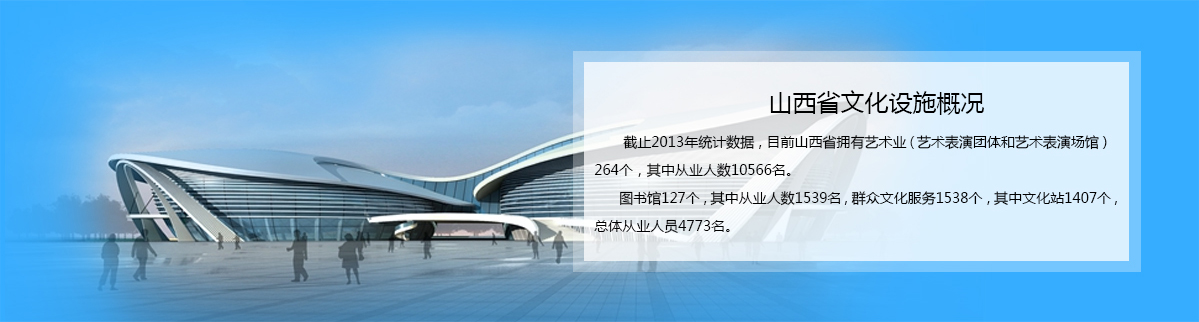 山西省文化设施概况
截止2013年统计数据，目前山西省拥有艺术业（艺术表演团体和艺术表演场馆）
264个，其中从业人数10566名。
图书馆127个，其中从业人数1539名，群众文化服务1538个，其中文化站1407个，
总体从业人员4773名。